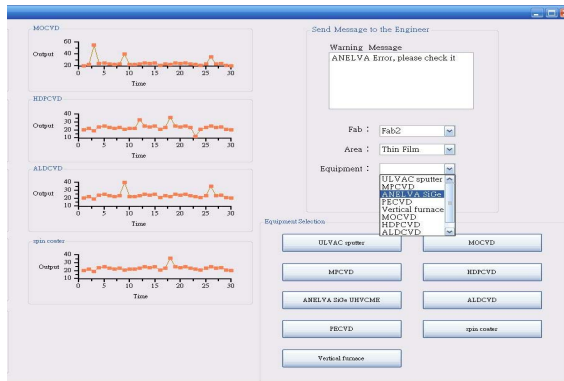 MOCVD
Output
60
40
20
0 5 10 15 20 25 30
Time
HDPCVD
Output
40
30
20
10
0 5 10 15 20 25 30
Time
ALDCVD
Output
40
30
20
10
0 5 10 15 20 25 30
Time
spin coater
Output
40
30
20
10
0 5 10 15 20 25 30
Time
Send Message to the Engineer
Warning Message
ANELVA Error, please check it
Fab : Fab2
Area : Thin Film
Equipment :
ULVAC sputter
MPCVD
ANELVA SiGe
PECVD
Vertical furnace
MOCVD
HDPCVD
ALDCVD
Equipment Selection
ULVAC sputter MOCVD
MPCVD HDPCVD
ANELVA SiGe UHVCME ALDCVD
PECVD spin coater
Vertical furnace